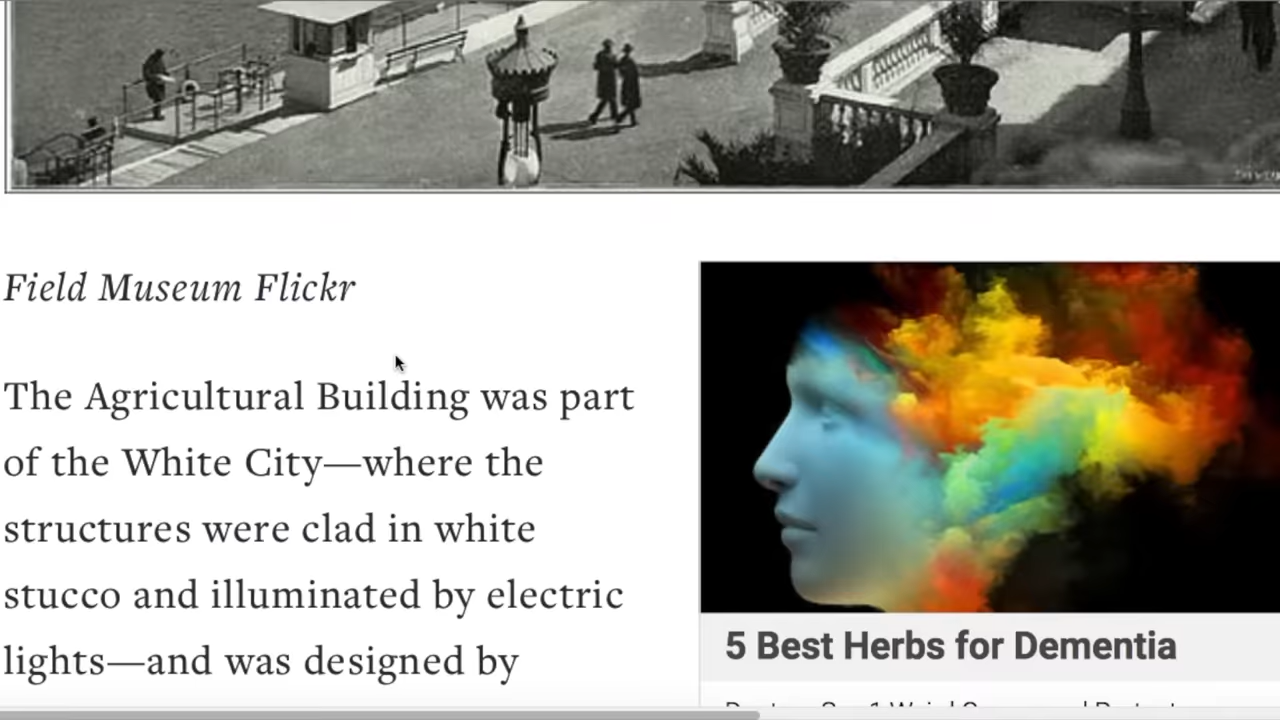 Field Museum Flickr
The Agricultural Building was part
of the White City—where the
structures were clad in white
stucco and illuminated by electric
lights—and was designed by
5 Best Herbs for Dementia